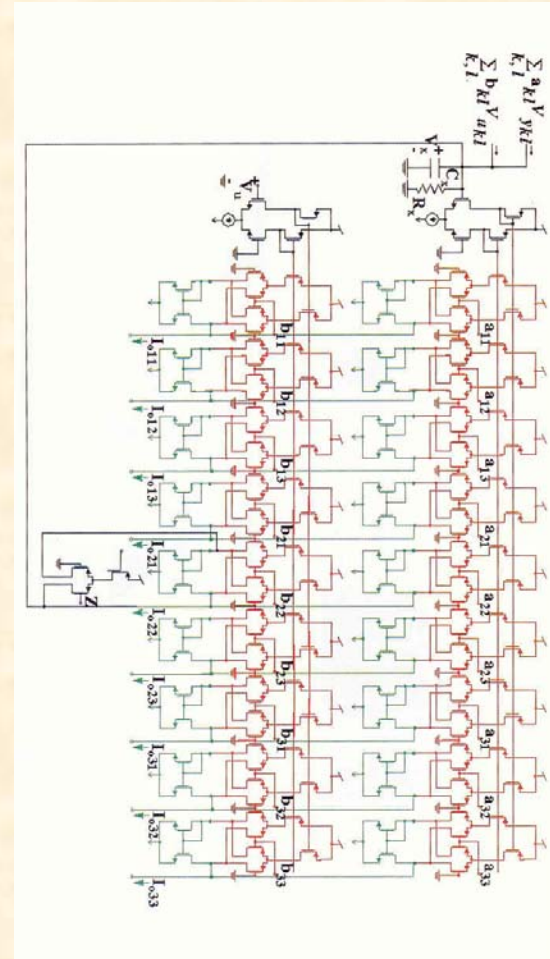 ∑ a_kl V_ykl
k, l
∑ b_kl V_ukl
k, l
+ V_x -
C_x
R_x
+ V_u -
a_11
a_12
a_13
a_21
a_22
a_23
a_31
a_32
a_33
b_11
b_12
b_13
b_21
b_22
b_23
b_31
b_32
b_33
I_o11
I_o12
I_o13
I_o21
I_o22
I_o23
I_o31
I_o32
I_o33
Z